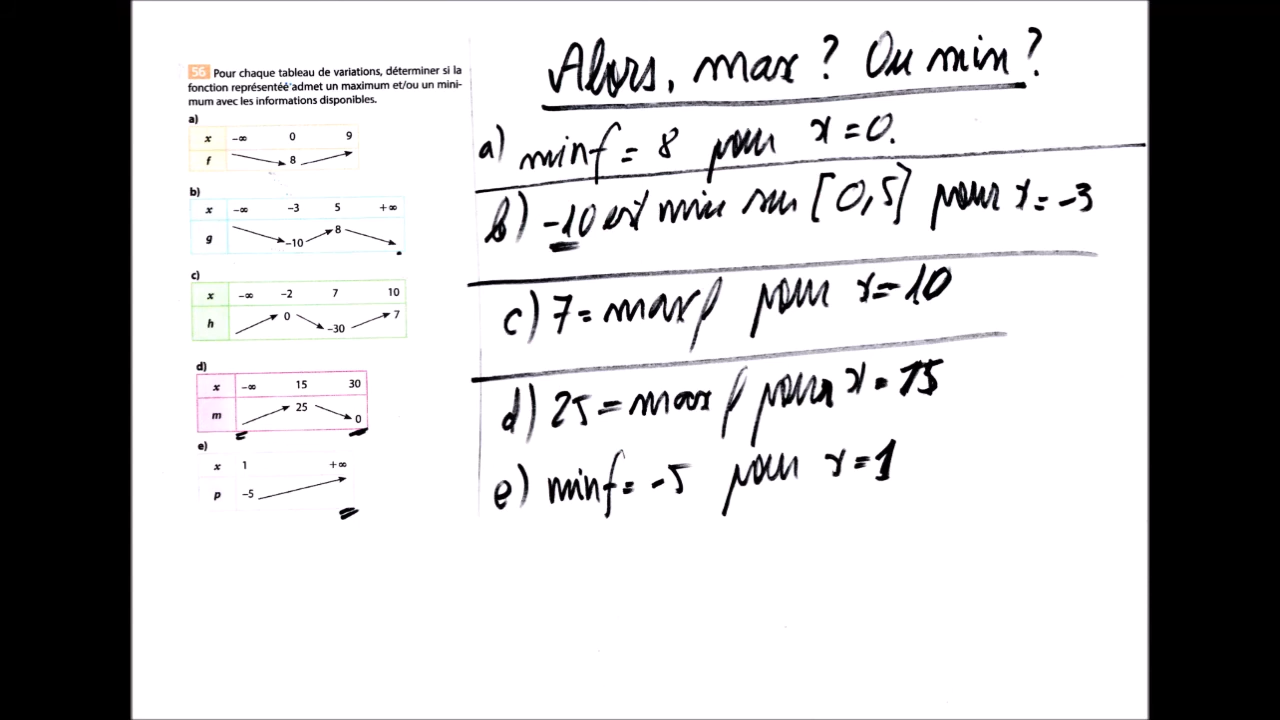 56 Pour chaque tableau de variations, déterminer si la
fonction représentéé admet un maximum et/ou un mini-
mum avec les informations disponibles.
a)
x -∞ 0 9
f 8
b)
x -∞ -3 5 +∞
g -10 8
c)
x -∞ -2 7 10
h 0 -30 7
d)
x -∞ 15 30
m 25 0
e)
x 1 +∞
p -5
Alors, max ? Ou min ?
a) min f = 8 pour x = 0.
b) -10 est min sur [0,5] pour x = -3
c) 7 = max f pour x = 10
d) 25 = max f pour x = 15
e) min f = -5 pour x = 1